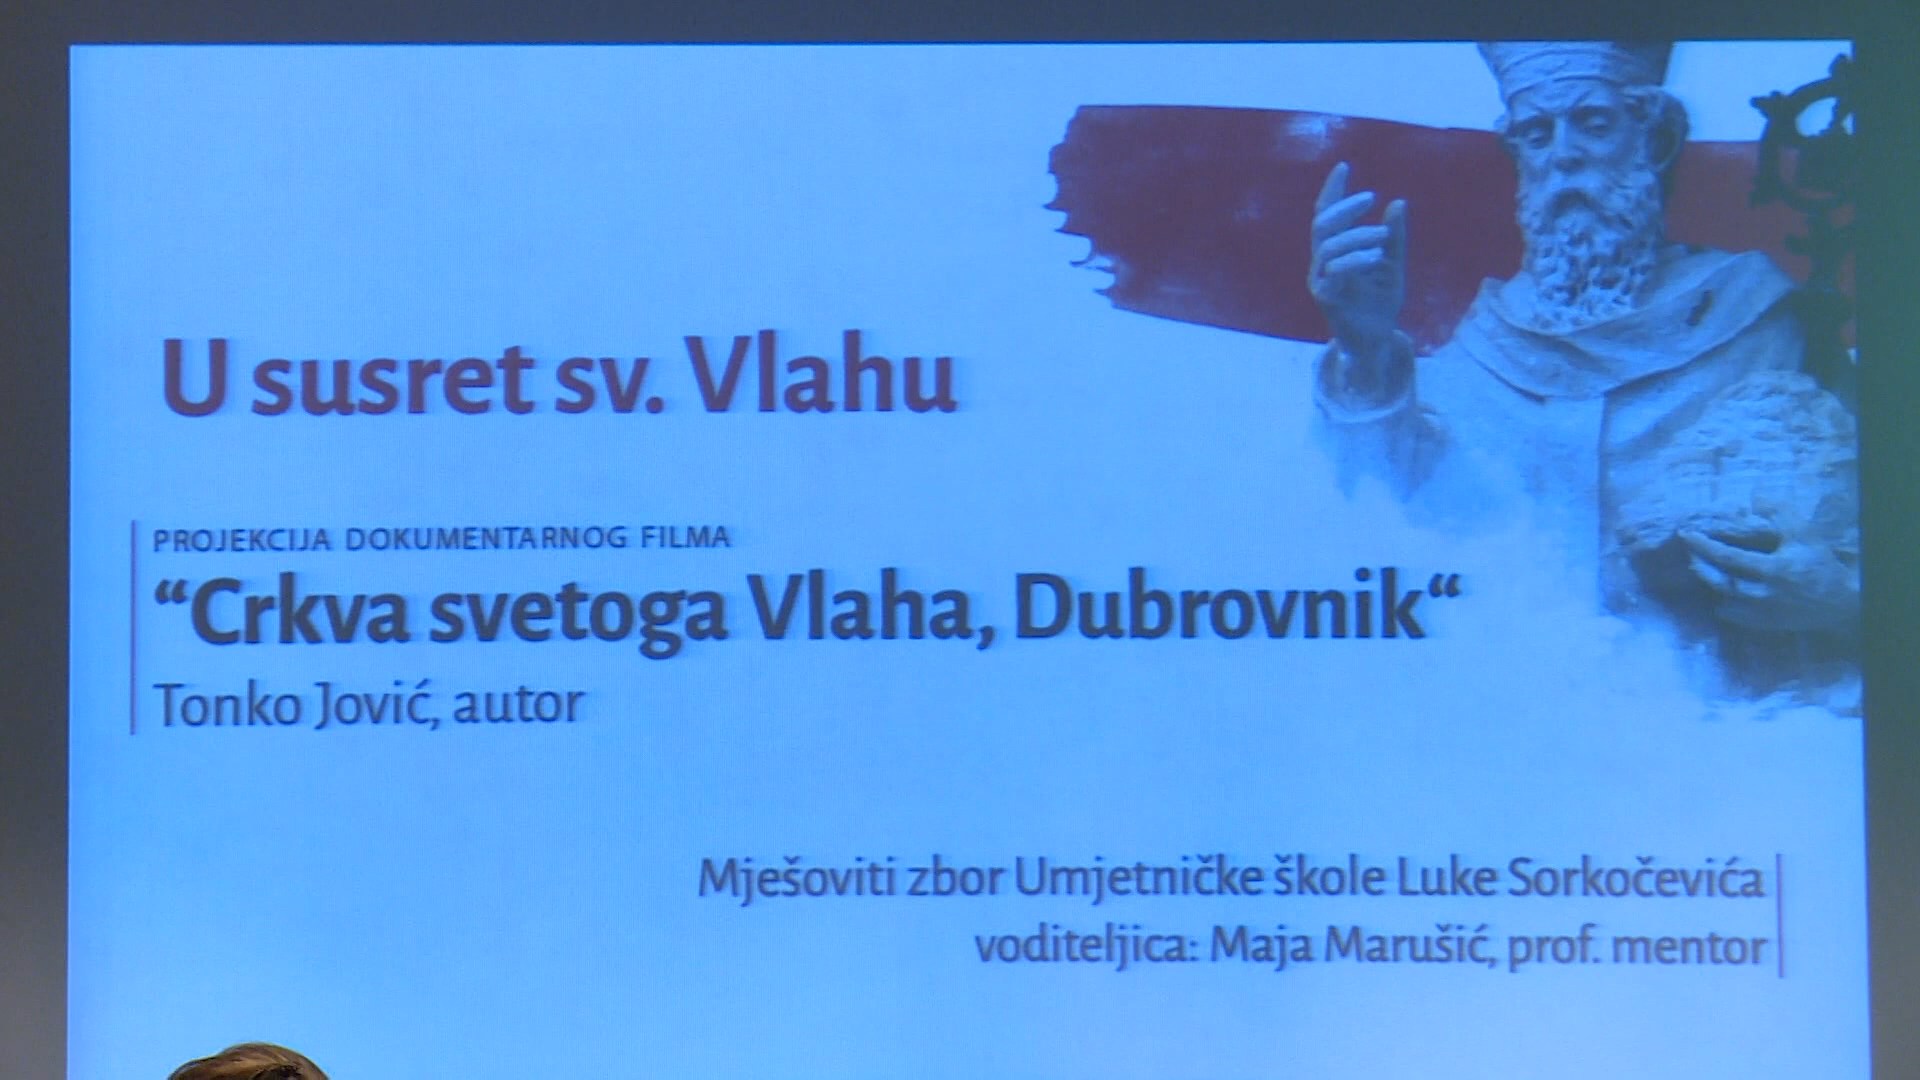 U susret sv. Vlahu
PROJEKCIJA DOKUMENTARNOG FILMA
“Crkva svetoga Vlaha, Dubrovnik“
Tonko Jović, autor
Mješoviti zbor Umjetničke škole Luke Sorkočevića
voditeljica: Maja Marušić, prof. mentor